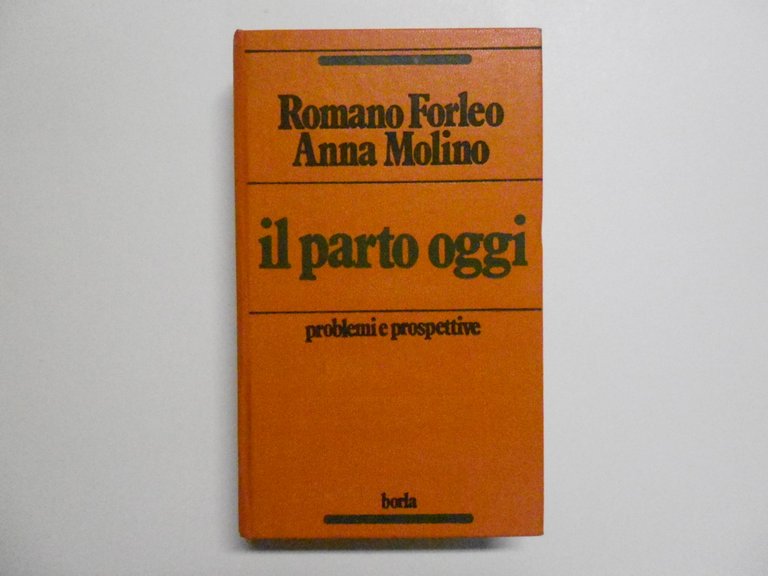 Romano Forleo
Anna Molino
il parto oggi
problemi e prospettive
borla